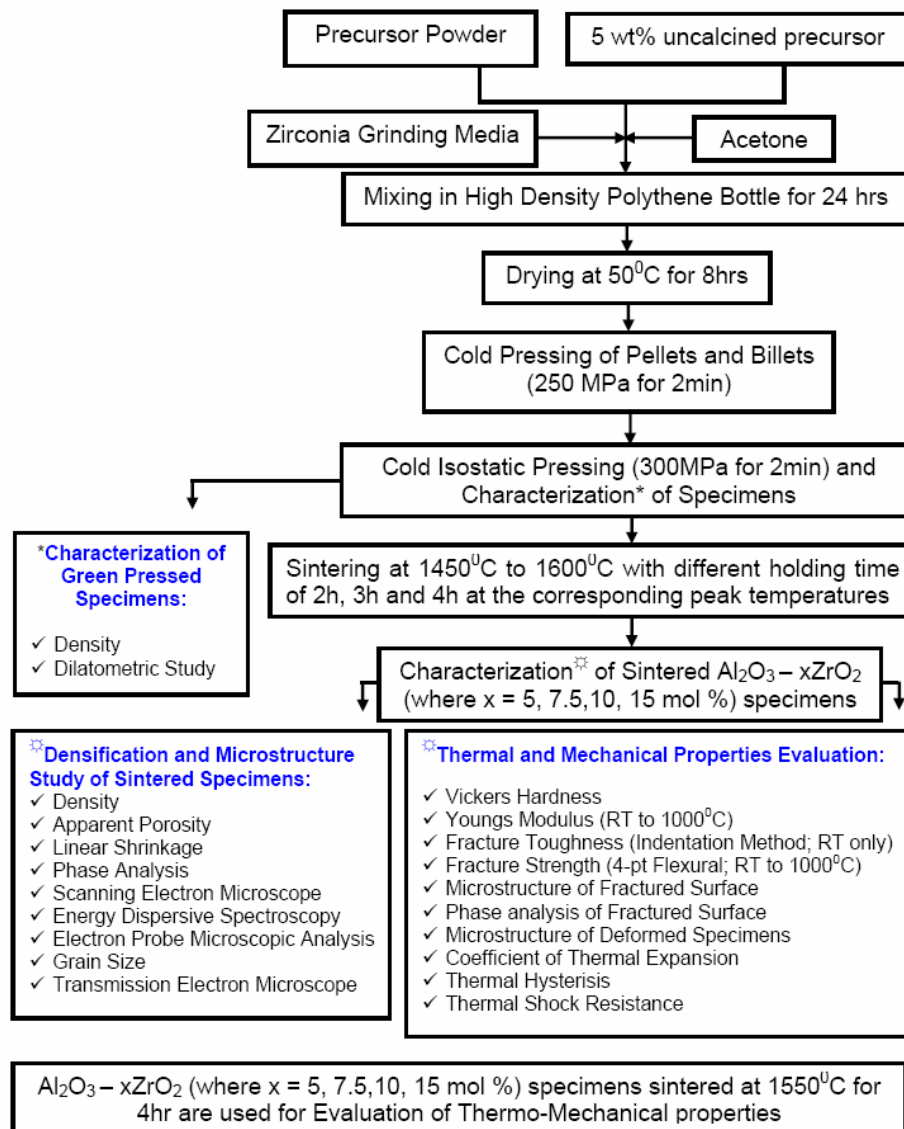 Precursor Powder
5 wt% uncalcined precursor
Zirconia Grinding Media
Acetone
Mixing in High Density Polythene Bottle for 24 hrs
Drying at 50⁰C for 8hrs
Cold Pressing of Pellets and Billets
(250 MPa for 2min)
Cold Isostatic Pressing (300MPa for 2min) and
Characterization* of Specimens
*Characterization of
Green Pressed
Specimens:
✓ Density
✓ Dilatometric Study
Sintering at 1450⁰C to 1600⁰C with different holding time
of 2h, 3h and 4h at the corresponding peak temperatures
Characterization☼ of Sintered Al₂O₃ – xZrO₂
(where x = 5, 7.5,10, 15 mol %) specimens
☼Densification and Microstructure
Study of Sintered Specimens:
✓ Density
✓ Apparent Porosity
✓ Linear Shrinkage
✓ Phase Analysis
✓ Scanning Electron Microscope
✓ Energy Dispersive Spectroscopy
✓ Electron Probe Microscopic Analysis
✓ Grain Size
✓ Transmission Electron Microscope
☼Thermal and Mechanical Properties Evaluation:
✓ Vickers Hardness
✓ Youngs Modulus (RT to 1000⁰C)
✓ Fracture Toughness (Indentation Method; RT only)
✓ Fracture Strength (4-pt Flexural; RT to 1000⁰C)
✓ Microstructure of Fractured Surface
✓ Phase analysis of Fractured Surface
✓ Microstructure of Deformed Specimens
✓ Coefficient of Thermal Expansion
✓ Thermal Hysterisis
✓ Thermal Shock Resistance
Al₂O₃ – xZrO₂ (where x = 5, 7.5,10, 15 mol %) specimens sintered at 1550⁰C for
4hr are used for Evaluation of Thermo-Mechanical properties